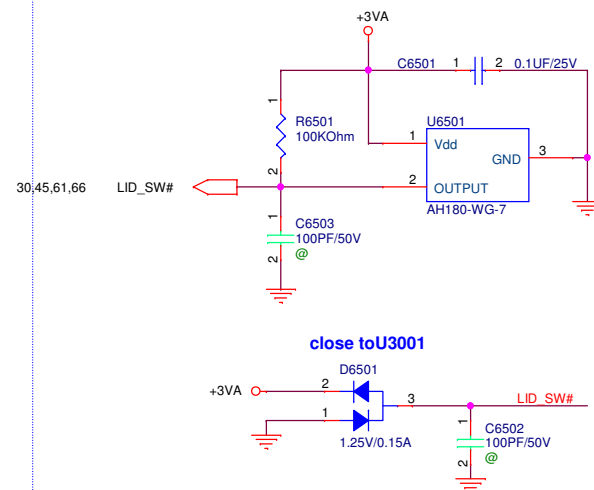 +3VA
C6501 1 2 0.1UF/25V
1
R6501
100KOhm
2
U6501
1 Vdd
GND 3
2 OUTPUT
AH180-WG-7
30,45,61,66 LID_SW#
1
C6503
100PF/50V
@
2
close toU3001
D6501
+3VA 2
3 LID_SW#
1
1.25V/0.15A
1
C6502
100PF/50V
@
2